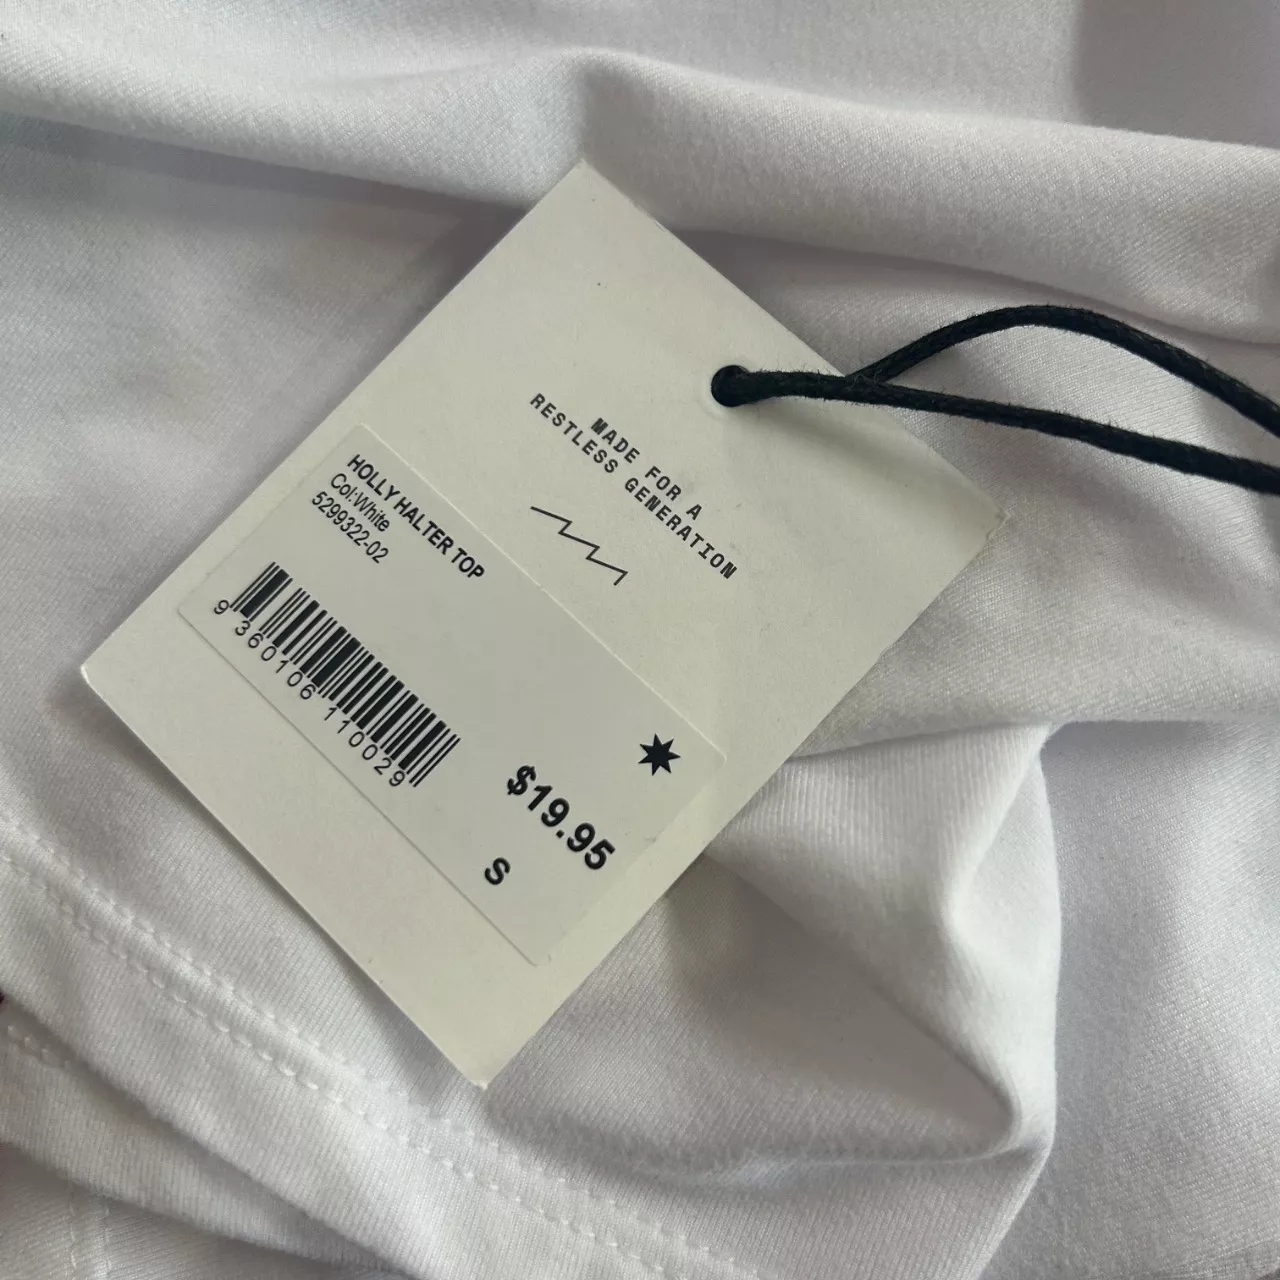 MADE FOR A
RESTLESS GENERATION
HOLLY HALTER TOP
Col:White
5299322-02
9 360106 110029
$19.95
S